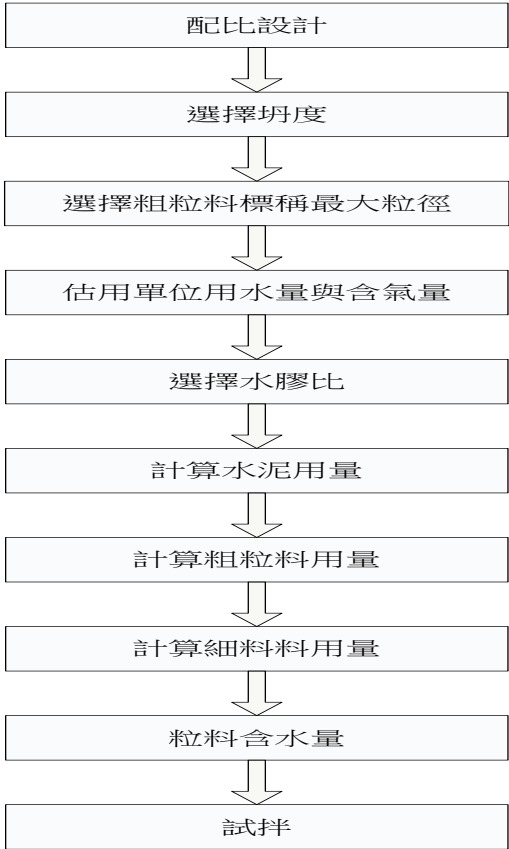 配比設計
選擇坍度
選擇粗粒料標稱最大粒徑
估用單位用水量與含氣量
選擇水膠比
計算水泥用量
計算粗粒料用量
計算細料料用量
粒料含水量
試拌